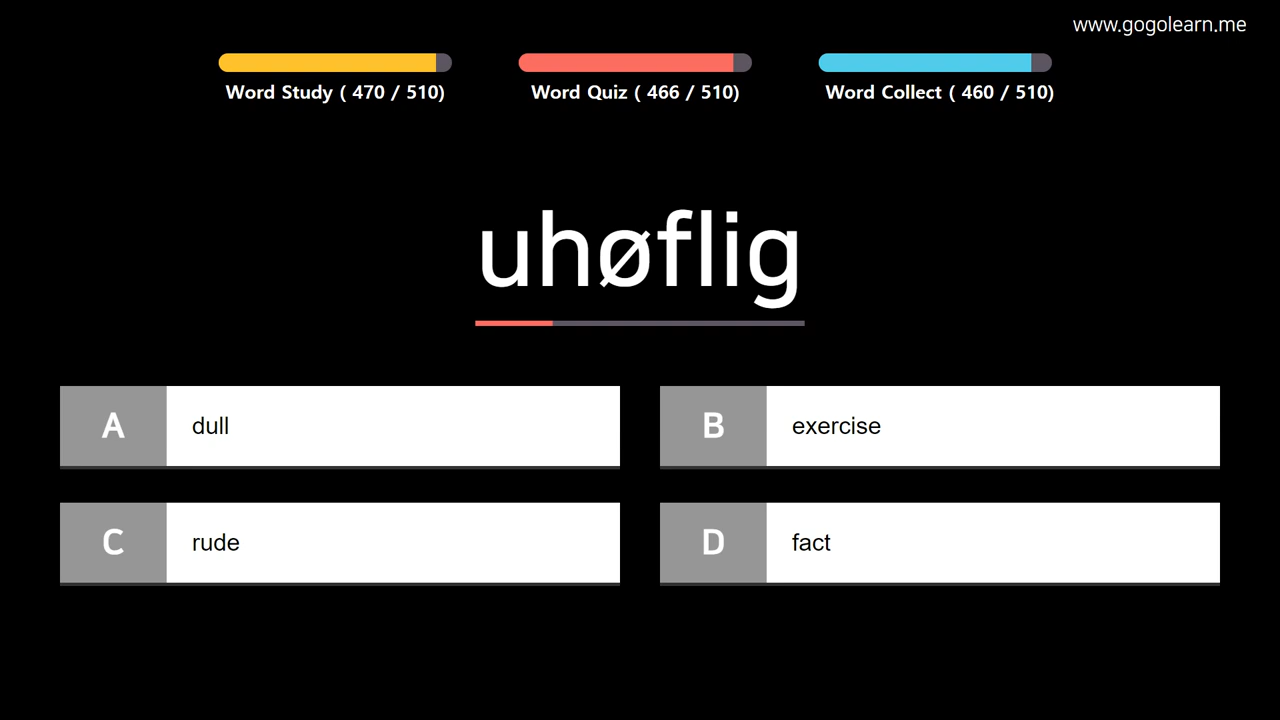 www.gogolearn.me
Word Study ( 470 / 510)
Word Quiz ( 466 / 510)
Word Collect ( 460 / 510)
uhøflig
A dull
B exercise
C rude
D fact